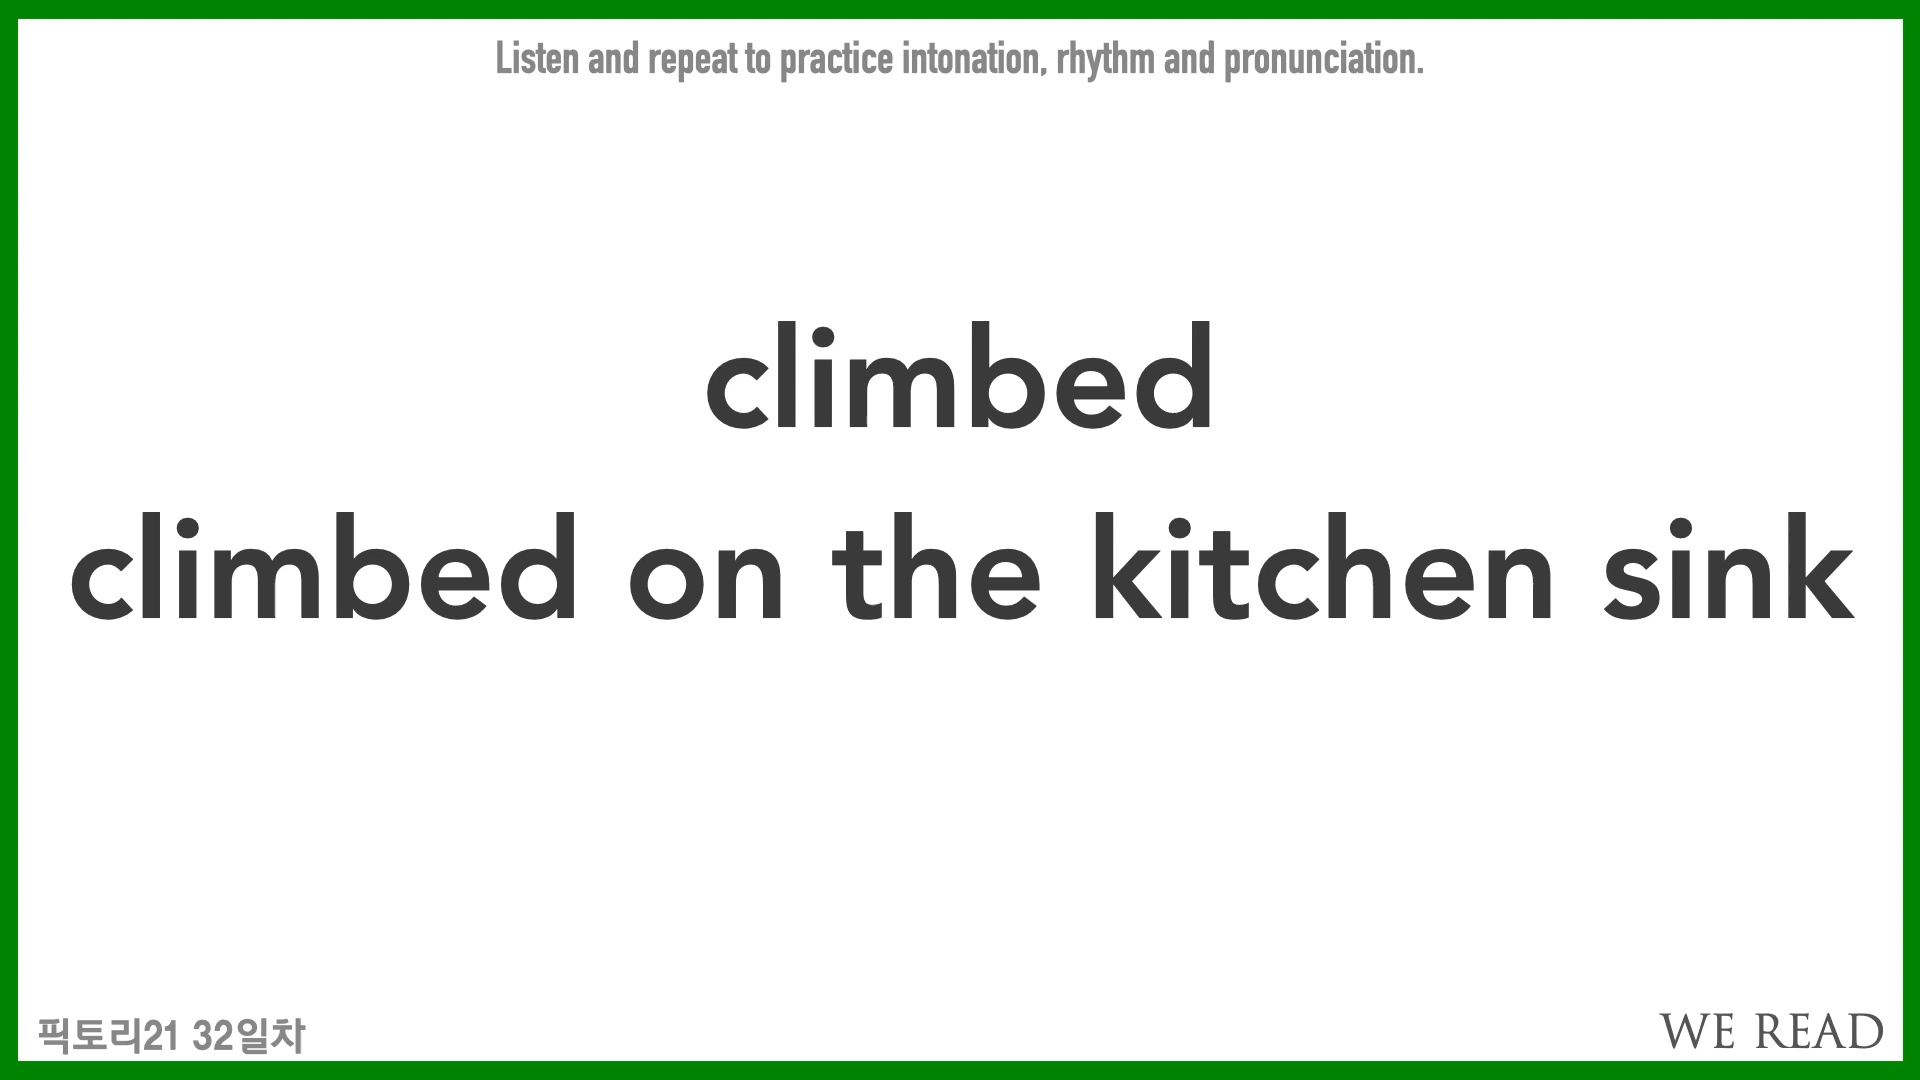 Listen and repeat to practice intonation, rhythm and pronunciation.
climbed
climbed on the kitchen sink
픽토리21 32일차
WE READ